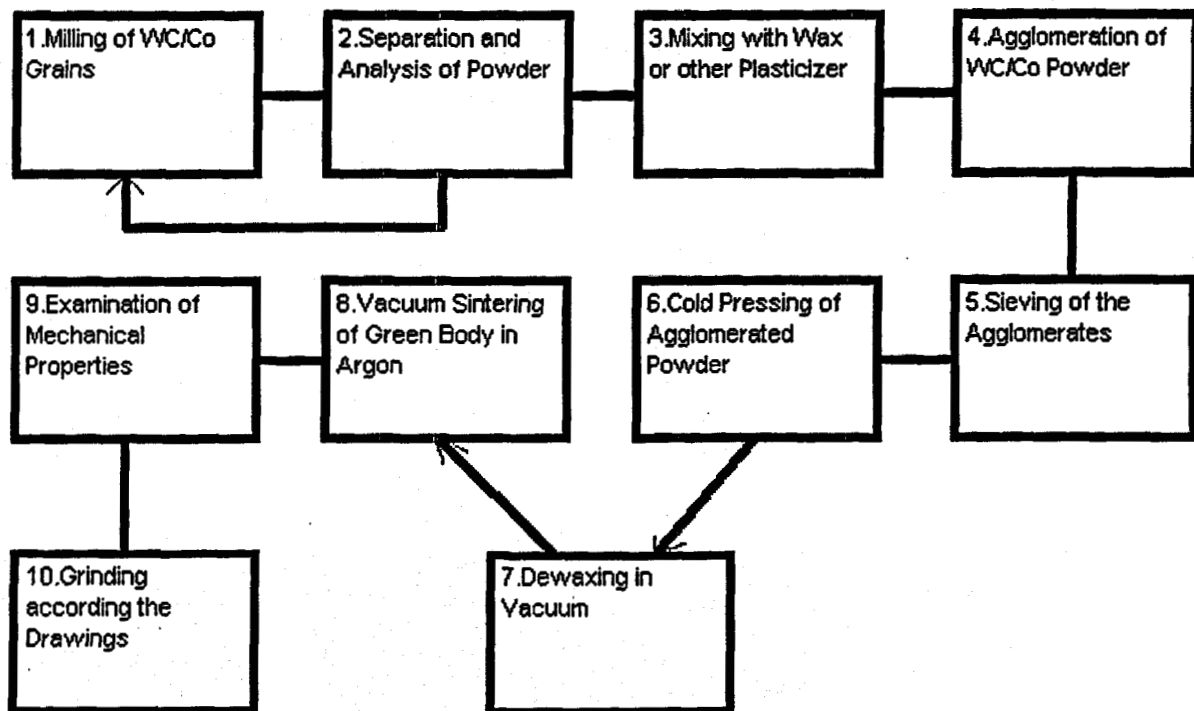 1.Milling of WC/Co
Grains
2.Separation and
Analysis of Powder
3.Mixing with Wax
or other Plasticizer
4.Agglomeration of
WC/Co Powder
5.Sieving of the
Agglomerates
6.Cold Pressing of
Agglomerated
Powder
7.Dewaxing in
Vacuum
8.Vacuum Sintering
of Green Body in
Argon
9.Examination of
Mechanical
Properties
10.Grinding
according the
Drawings